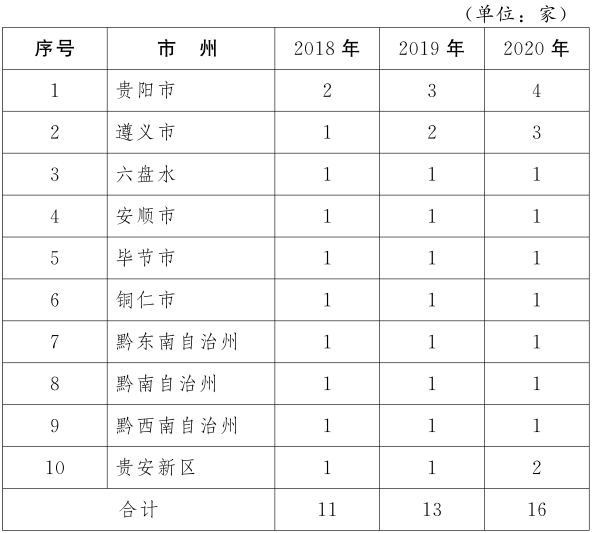 （单位：家）
序号 市 州 2018 年 2019 年 2020 年
1 贵阳市 2 3 4
2 遵义市 1 2 3
3 六盘水 1 1 1
4 安顺市 1 1 1
5 毕节市 1 1 1
6 铜仁市 1 1 1
7 黔东南自治州 1 1 1
8 黔南自治州 1 1 1
9 黔西南自治州 1 1 1
10 贵安新区 1 1 2
合计 11 13 16